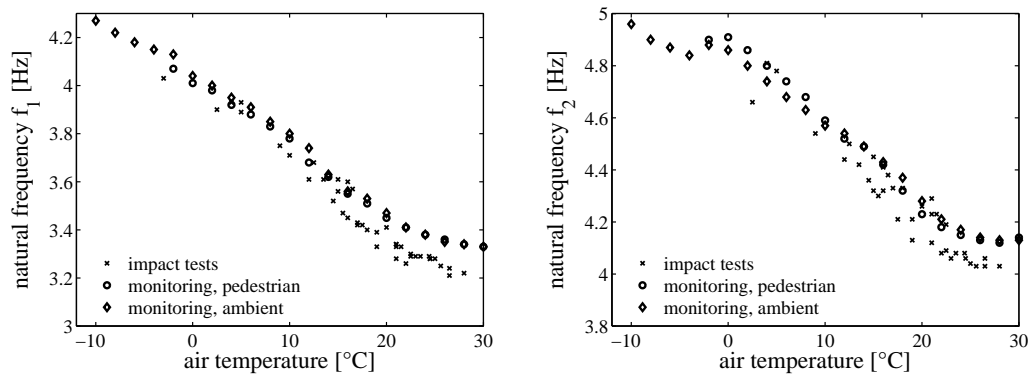 4.2
4
3.8
3.6
3.4
3.2
3
natural frequency f1 [Hz]
impact tests
monitoring, pedestrian
monitoring, ambient
−10 0 10 20 30
air temperature [°C]
5
4.8
4.6
4.4
4.2
4
3.8
natural frequency f2 [Hz]
impact tests
monitoring, pedestrian
monitoring, ambient
−10 0 10 20 30
air temperature [°C]